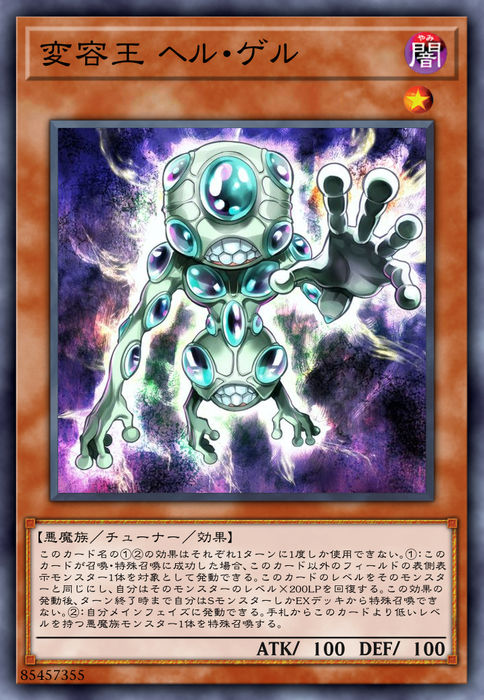 変容王 ヘル・ゲル
やみ
闇
【悪魔族／チューナー／効果】
このカード名の①②の効果はそれぞれ1ターンに1度しか使用できない。①：この
カードが召喚・特殊召喚に成功した場合、このカード以外のフィールドの表側表
示モンスター1体を対象として発動できる。このカードのレベルをそのモンスター
と同じにし、自分はそのモンスターのレベル×200LPを回復する。この効果の
発動後、ターン終了時まで自分はSモンスターしかEXデッキから特殊召喚でき
ない。②：自分メインフェイズに発動できる。手札からこのカードより低いレベ
ルを持つ悪魔族モンスター1体を特殊召喚する。
ATK/ 100 DEF/ 100
85457355